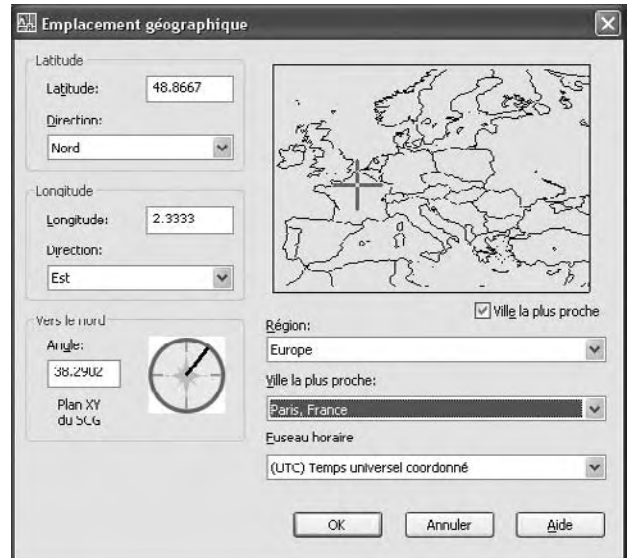 Emplacement géographique
Latitude
Latitude:
48.8667
Direction:
Nord
Longitude
Longitude:
2.3333
Direction:
Est
Vers le nord
Angle:
38.2902
Plan XY
du SCG
Ville la plus proche
Région:
Europe
Ville la plus proche:
Paris, France
Fuseau horaire
(UTC) Temps universel coordonné
OK
Annuler
Aide